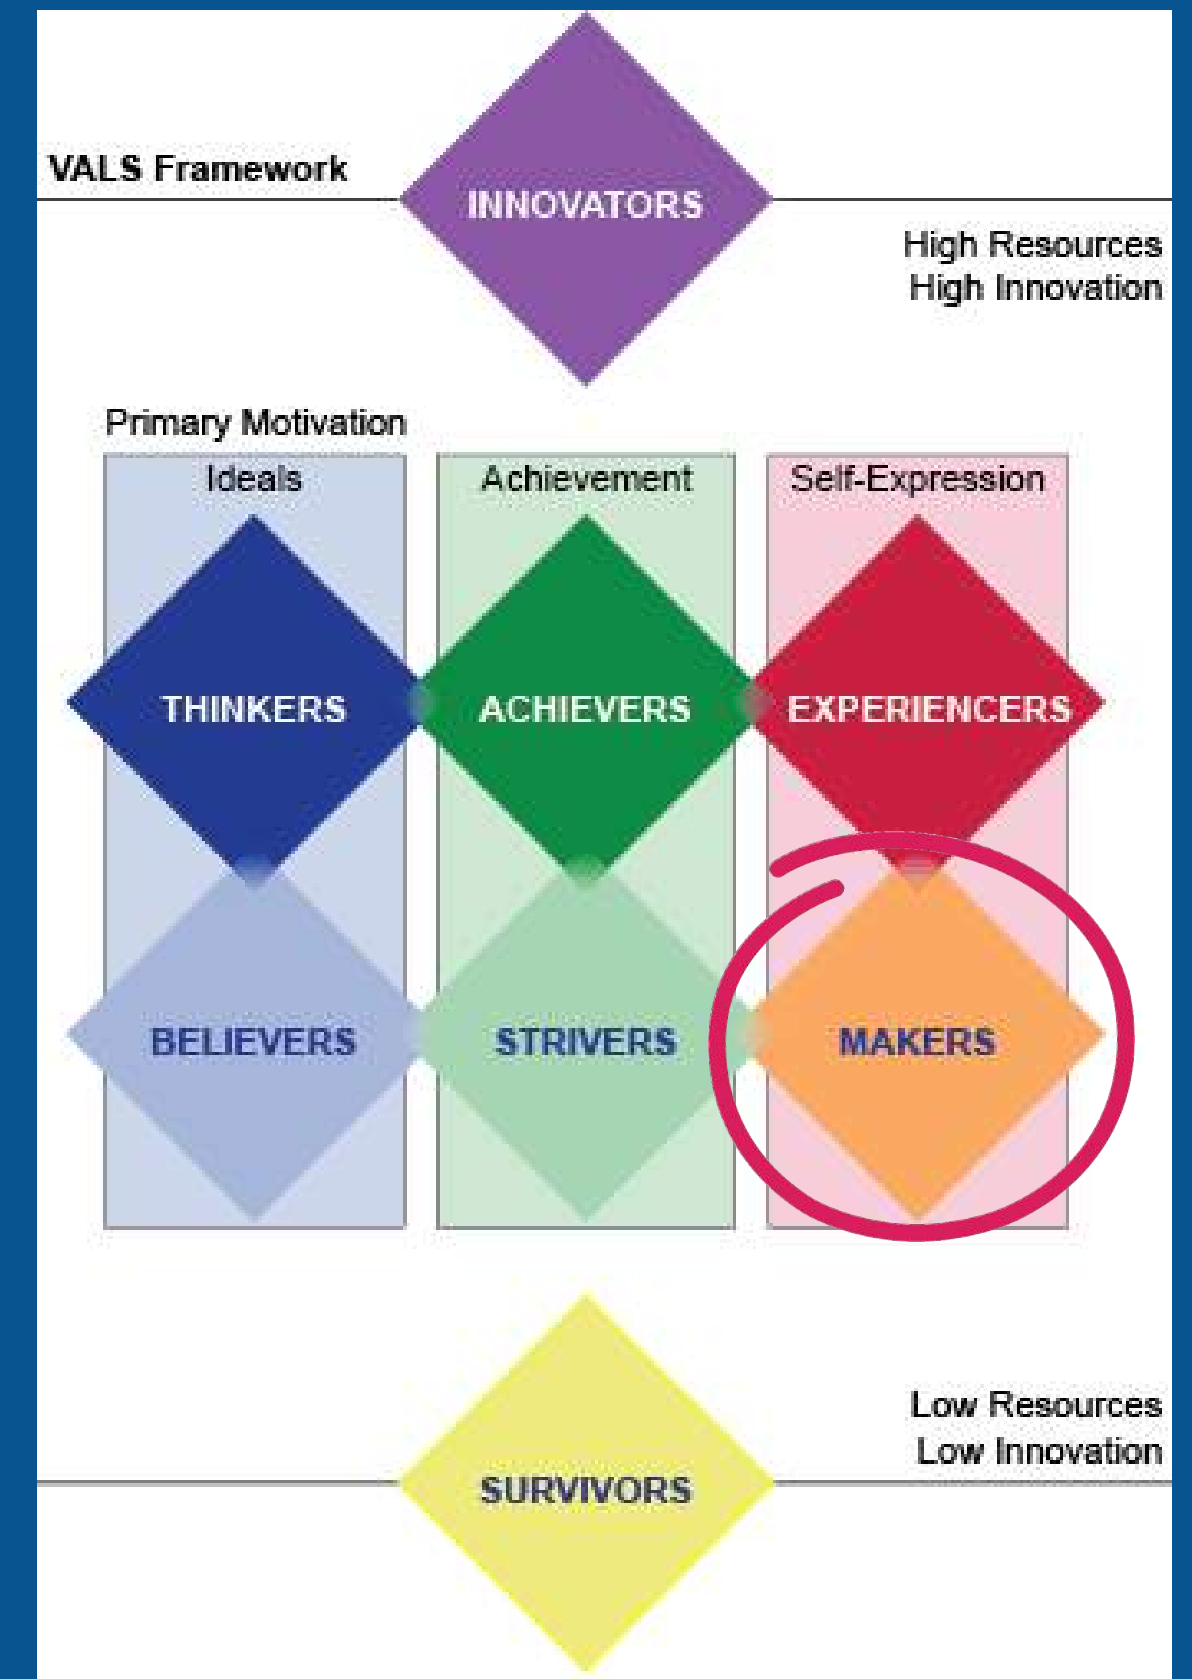 VALS Framework
INNOVATORS
High Resources
High Innovation
Primary Motivation
Ideals
Achievement
Self-Expression
THINKERS
ACHIEVERS
EXPERIENCERS
BELIEVERS
STRIVERS
MAKERS
Low Resources
Low Innovation
SURVIVORS